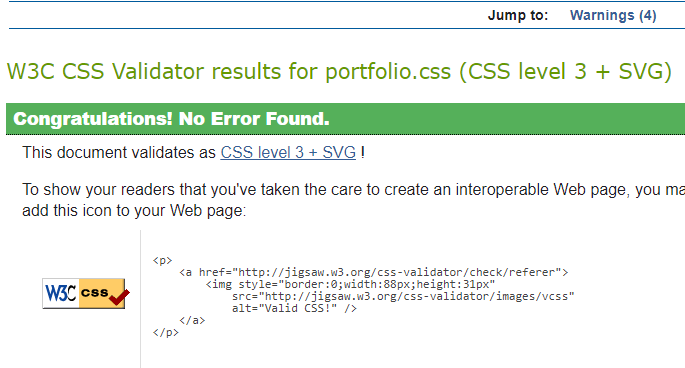 Jump to: Warnings (4)
W3C CSS Validator results for portfolio.css (CSS level 3 + SVG)
Congratulations! No Error Found.
This document validates as CSS level 3 + SVG !
To show your readers that you've taken the care to create an interoperable Web page, you ma
add this icon to your Web page:
W3C css
<p>
<a href="http://jigsaw.w3.org/css-validator/check/referer">
<img style="border:0;width:88px;height:31px"
src="http://jigsaw.w3.org/css-validator/images/vcss"
alt="Valid CSS!" />
</a>
</p>